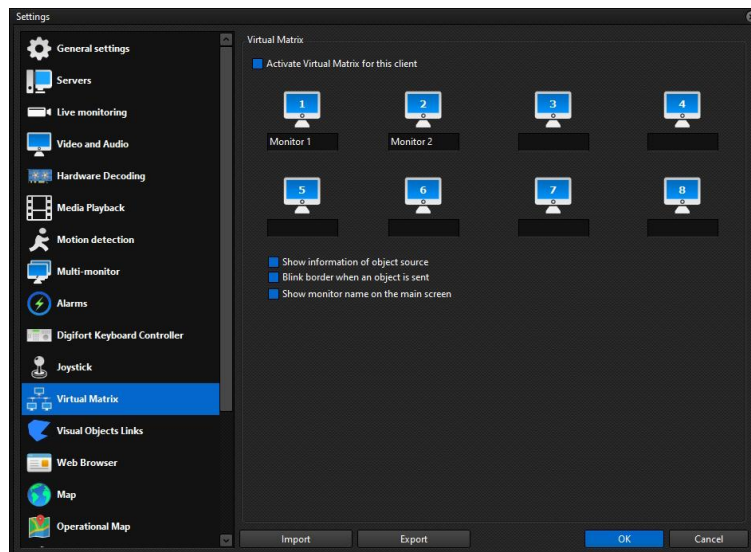 Settings
General settings
Servers
Live monitoring
Video and Audio
Hardware Decoding
Media Playback
Motion detection
Multi-monitor
Alarms
Digifort Keyboard Controller
Joystick
Virtual Matrix
Visual Objects Links
Web Browser
Map
Operational Map
Virtual Matrix
Activate Virtual Matrix for this client
1 2 3 4
Monitor 1 Monitor 2
5 6 7 8
Show information of object source
Blink border when an object is sent
Show monitor name on the main screen
Import Export OK Cancel